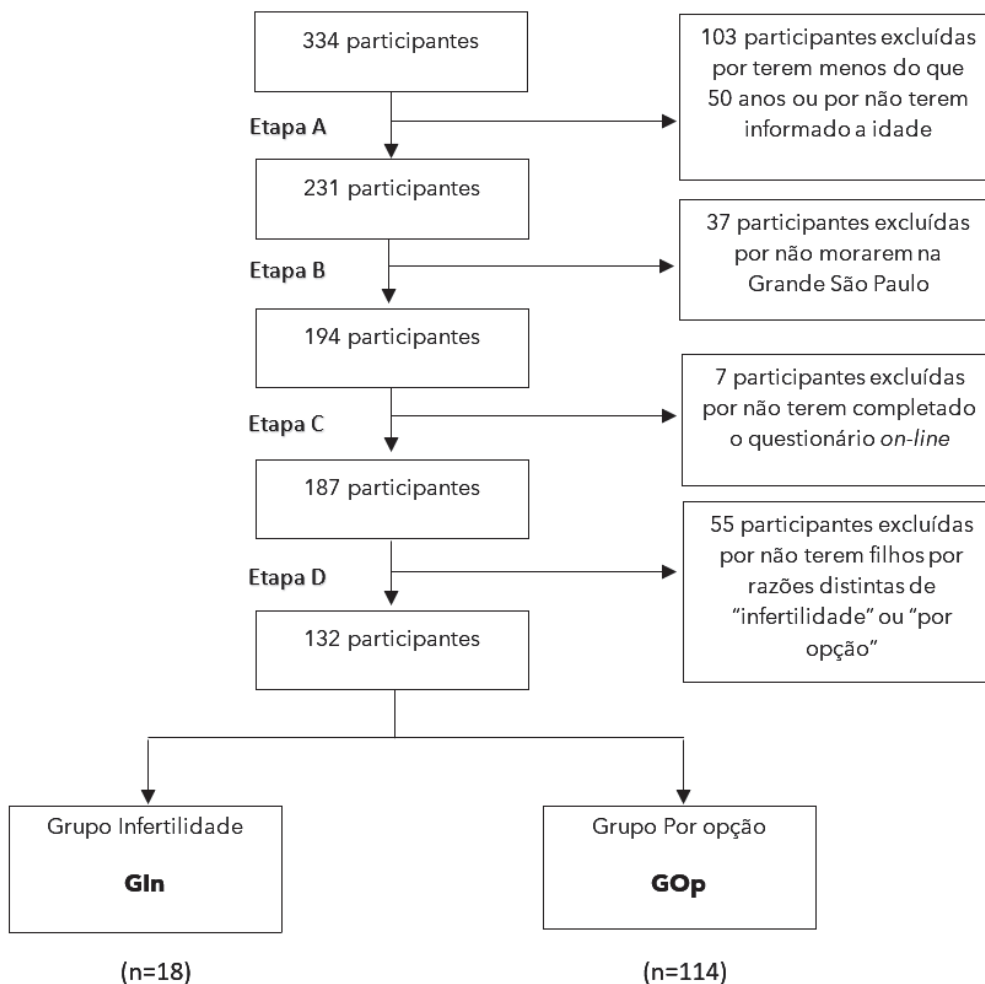 334 participantes
103 participantes excluídas
por terem menos do que
50 anos ou por não terem
informado a idade
Etapa A
231 participantes
37 participantes excluídas
por não morarem na
Grande São Paulo
Etapa B
194 participantes
7 participantes excluídas
por não terem completado
o questionário on-line
Etapa C
187 participantes
55 participantes excluídas
por não terem filhos por
razões distintas de
“infertilidade” ou “por
opção”
Etapa D
132 participantes
Grupo Infertilidade
GIn
(n=18)
Grupo Por opção
GOp
(n=114)